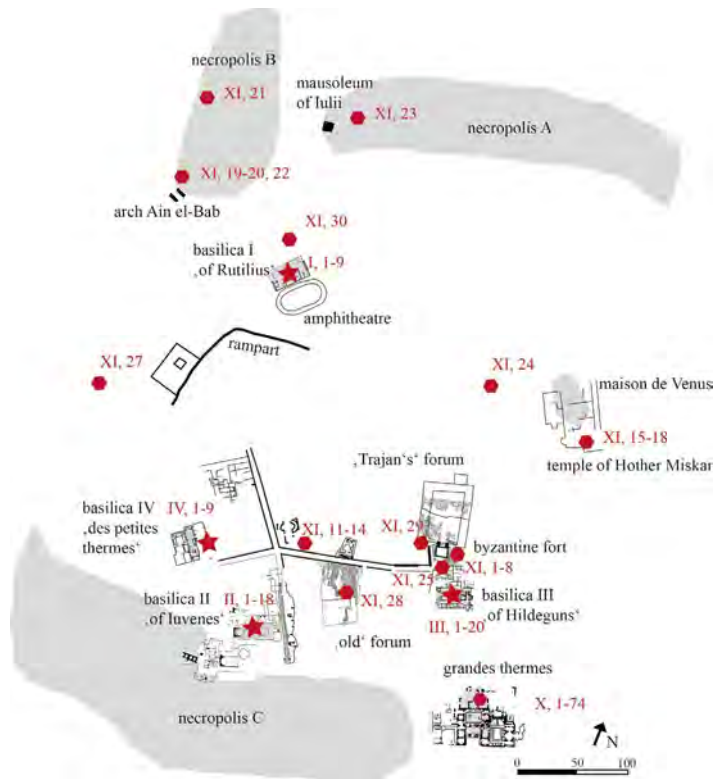 necropolis B
XI, 21
mausoleum
of Iulii
XI, 23
necropolis A
XI, 19-20, 22
arch Ain el-Bab
XI, 30
basilica I
‚of Rutilius‘
I, 1-9
amphitheatre
rampart
XI, 27
XI, 24
maison de Venus
XI, 15-18
temple of Hother Miskar
‚Trajan‘s‘ forum
basilica IV
‚des petites
thermes‘
IV, 1-9
XI, 11-14
XI, 29
byzantine fort
XI, 1-8
XI, 25
basilica II
‚of Iuvenes‘
II, 1-18
XI, 28
basilica III
‚of Hildeguns‘
III, 1-20
‚old‘ forum
grandes thermes
X, 1-74
necropolis C
N
0 50 100